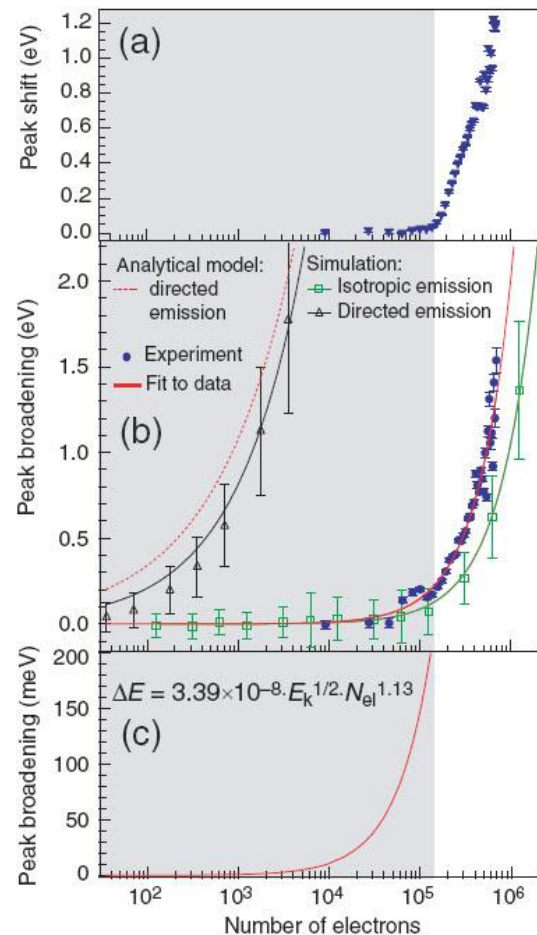 (a)
Peak shift (eV)
1.2
1.0
0.8
0.6
0.4
0.2
0.0
(b)
Peak broadening (eV)
2.0
1.5
1.0
0.5
0.0
Analytical model:
directed
emission
Experiment
Fit to data
Simulation:
Isotropic emission
Directed emission
(c)
Peak broadening (meV)
200
150
100
50
0
ΔE = 3.39×10⁻⁸·Eₖ^1/2·Nₑₗ^1.13
10² 10³ 10⁴ 10⁵ 10⁶
Number of electrons